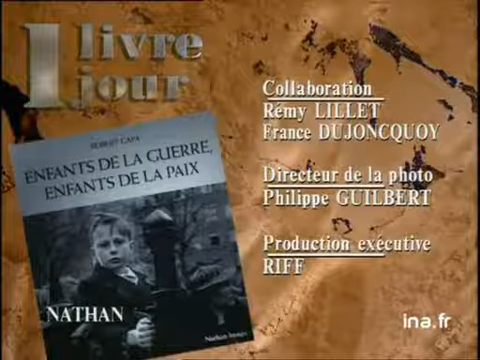 1 livre
jour
ROBERT CAPA
ENFANTS DE LA GUERRE,
ENFANTS DE LA PAIX
NATHAN
Nathan Image
Collaboration
Rémy LILLET
France DUJONCQUOY
Directeur de la photo
Philippe GUILBERT
Production exécutive
RIFF
ina.fr